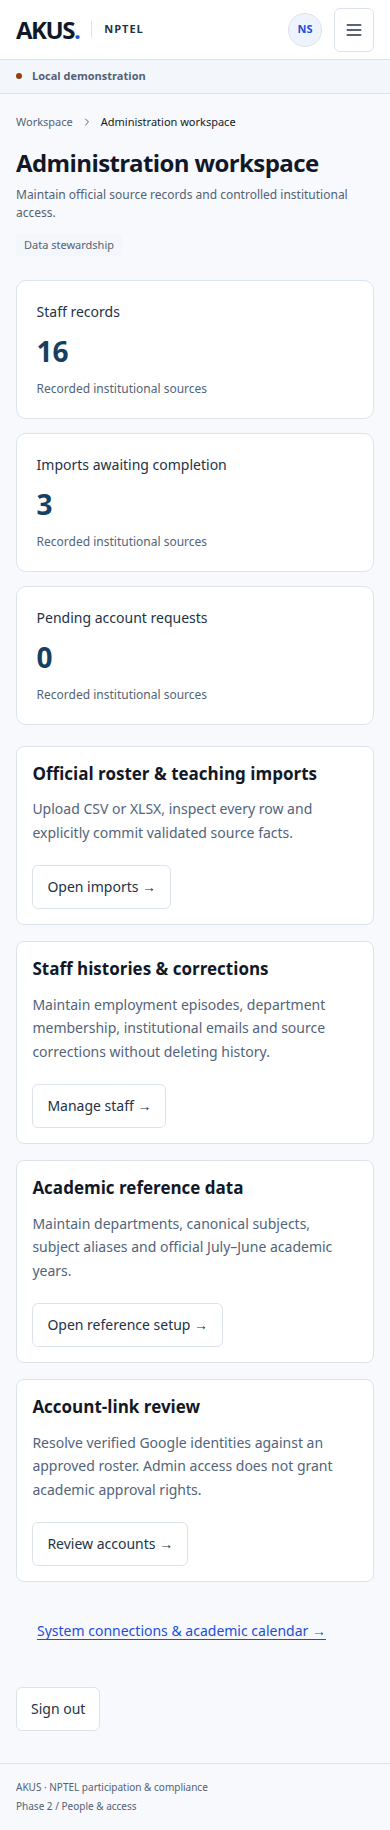 AKUS. NPTEL NS
Local demonstration
Workspace > Administration workspace
Administration workspace
Maintain official source records and controlled institutional
access.
Data stewardship
Staff records
16
Recorded institutional sources
Imports awaiting completion
3
Recorded institutional sources
Pending account requests
0
Recorded institutional sources
Official roster & teaching imports
Upload CSV or XLSX, inspect every row and
explicitly commit validated source facts.
Open imports →
Staff histories & corrections
Maintain employment episodes, department
membership, institutional emails and source
corrections without deleting history.
Manage staff →
Academic reference data
Maintain departments, canonical subjects,
subject aliases and official July–June academic
years.
Open reference setup →
Account-link review
Resolve verified Google identities against an
approved roster. Admin access does not grant
academic approval rights.
Review accounts →
System connections & academic calendar →
Sign out
AKUS · NPTEL participation & compliance
Phase 2 / People & access